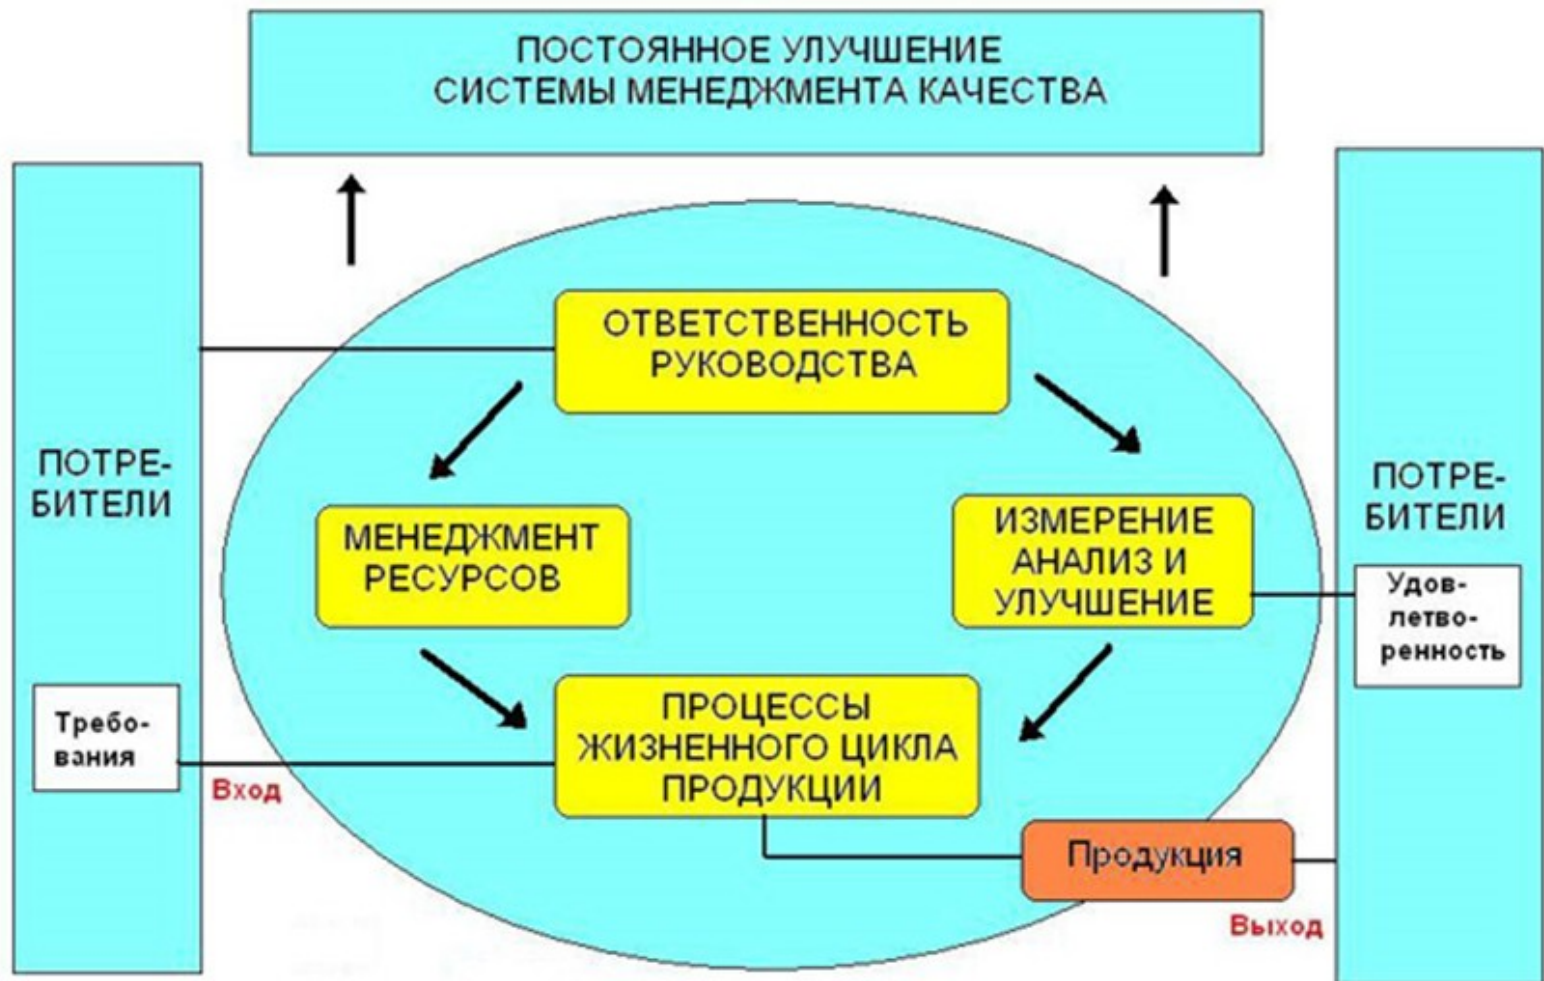 ПОСТОЯННОЕ УЛУЧШЕНИЕ
СИСТЕМЫ МЕНЕДЖМЕНТА КАЧЕСТВА
ОТВЕТСТВЕННОСТЬ
РУКОВОДСТВА
ПОТРЕ-
БИТЕЛИ
МЕНЕДЖМЕНТ
РЕСУРСОВ
ИЗМЕРЕНИЕ
АНАЛИЗ И
УЛУЧШЕНИЕ
ПОТРЕ-
БИТЕЛИ
Удов-
летво-
ренность
Требо-
вания
Вход
ПРОЦЕССЫ
ЖИЗНЕННОГО ЦИКЛА
ПРОДУКЦИИ
Продукция
Выход